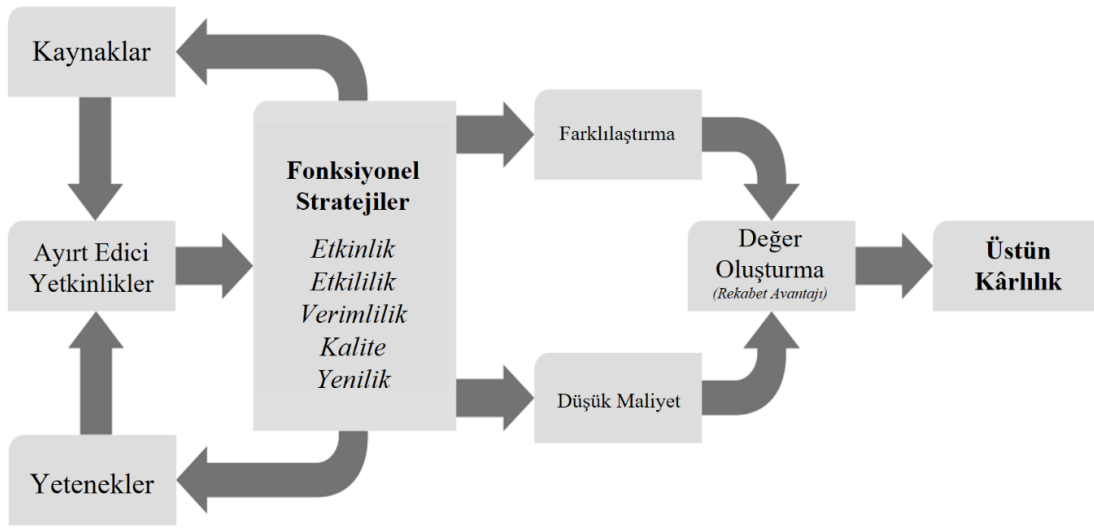 Kaynaklar
Ayırt Edici
Yetkinlikler
Yetenekler
Fonksiyonel
Stratejiler
Etkinlik
Etkililik
Verimlilik
Kalite
Yenilik
Farklılaştırma
Düşük Maliyet
Değer
Oluşturma
(Rekabet Avantajı)
Üstün
Kârlılık